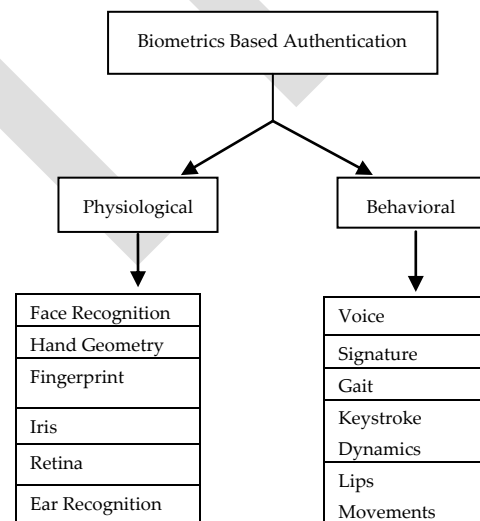 Biometrics Based Authentication
Physiological
Behavioral
Face Recognition
Hand Geometry
Fingerprint
Iris
Retina
Ear Recognition
Voice
Signature
Gait
Keystroke
Dynamics
Lips
Movements